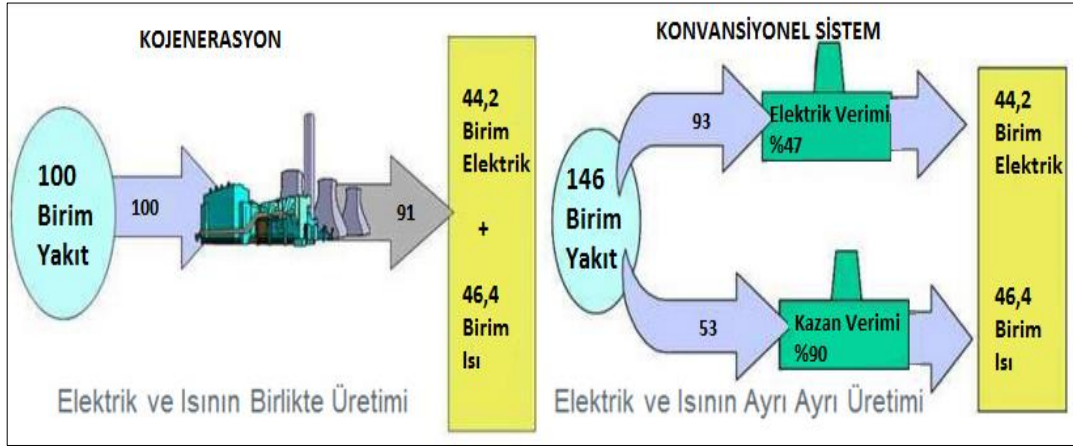 KOJENERASYON
100
Birim
Yakıt
100
91
44,2
Birim
Elektrik
+
46,4
Birim
Isı
Elektrik ve Isının Birlikte Üretimi
KONVANSİYONEL SİSTEM
146
Birim
Yakıt
93
Elektrik Verimi
%47
53
Kazan Verimi
%90
44,2
Birim
Elektrik
46,4
Birim
Isı
Elektrik ve Isının Ayrı Ayrı Üretimi